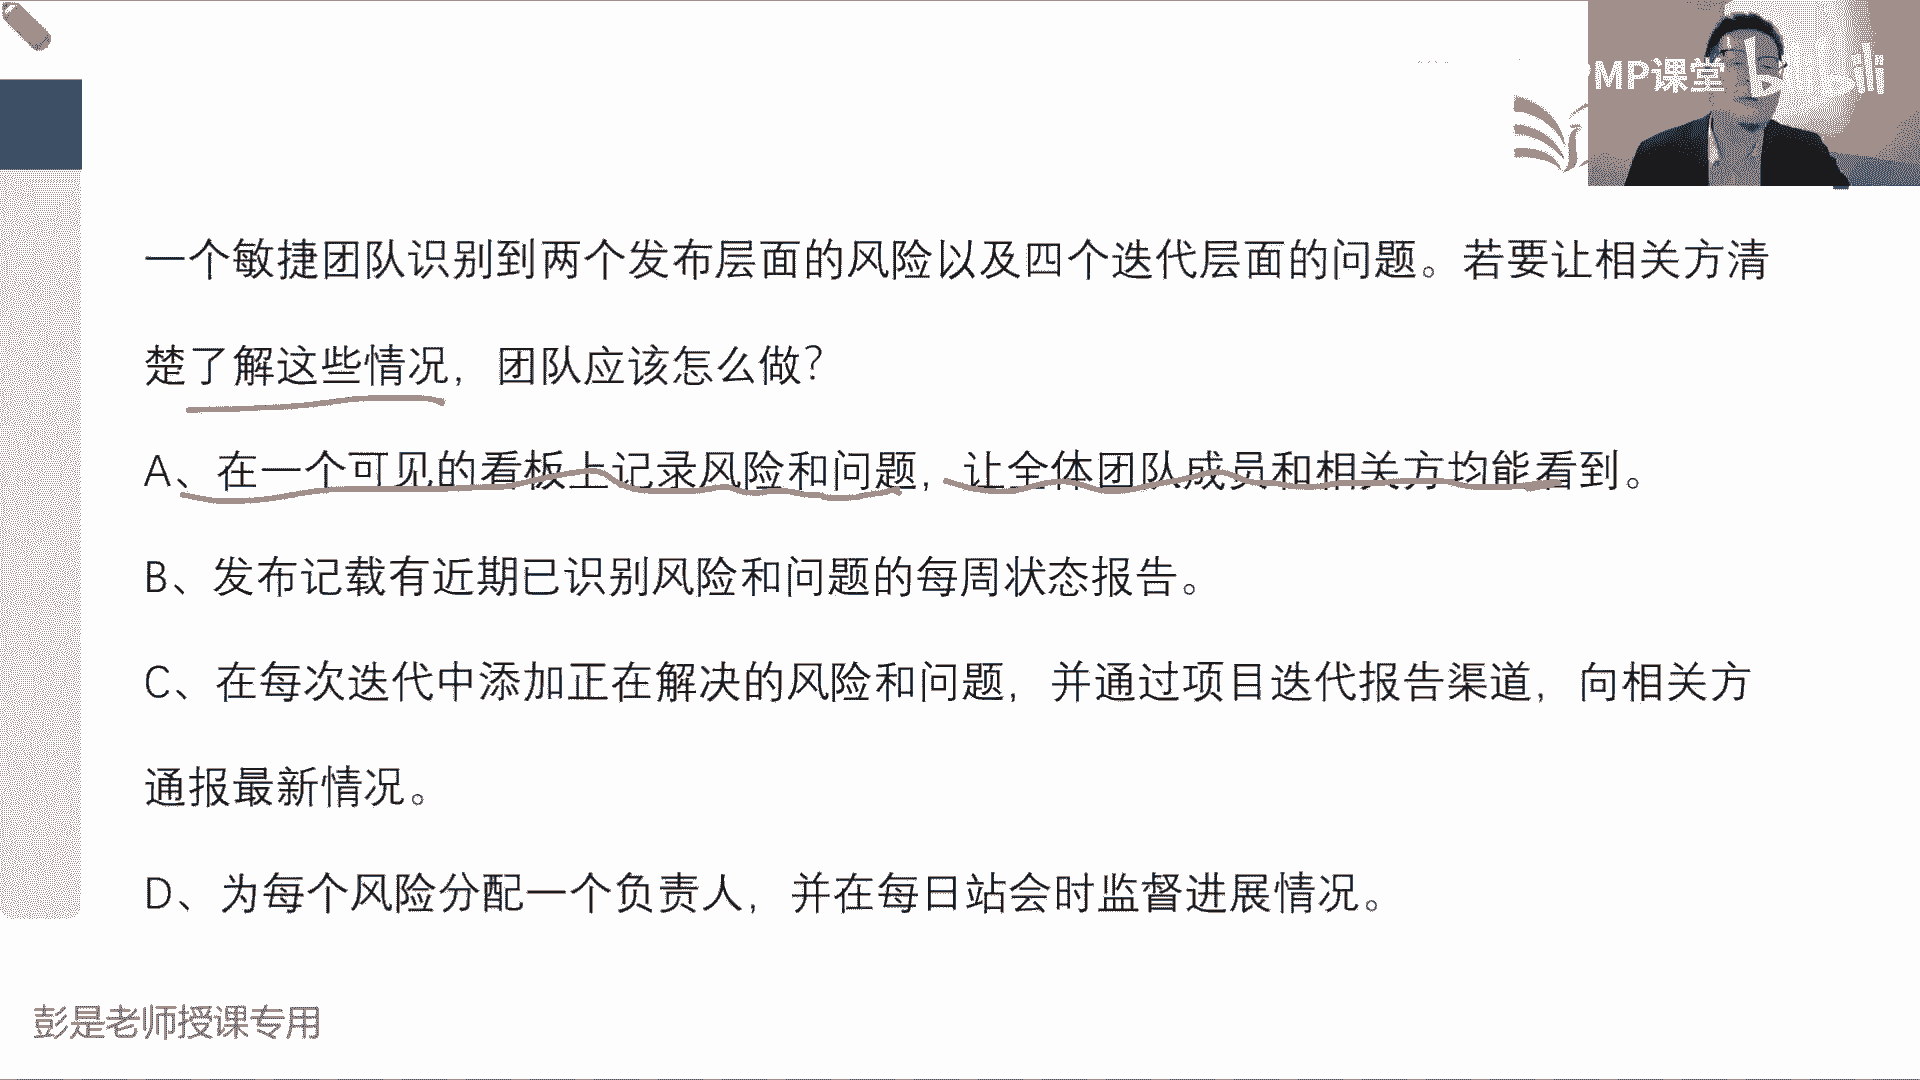 MP课堂 bilibili
一个敏捷团队识别到两个发布层面的风险以及四个迭代层面的问题。若要让相关方清
楚了解这些情况，团队应该怎么做？
A、在一个可见的看板上记录风险和问题，让全体团队成员和相关方均能看到。
B、发布记载有近期已识别风险和问题的每周状态报告。
C、在每次迭代中添加正在解决的风险和问题，并通过项目迭代报告渠道，向相关方
通报最新情况。
D、为每个风险分配一个负责人，并在每日站会时监督进展情况。
彭是老师授课专用